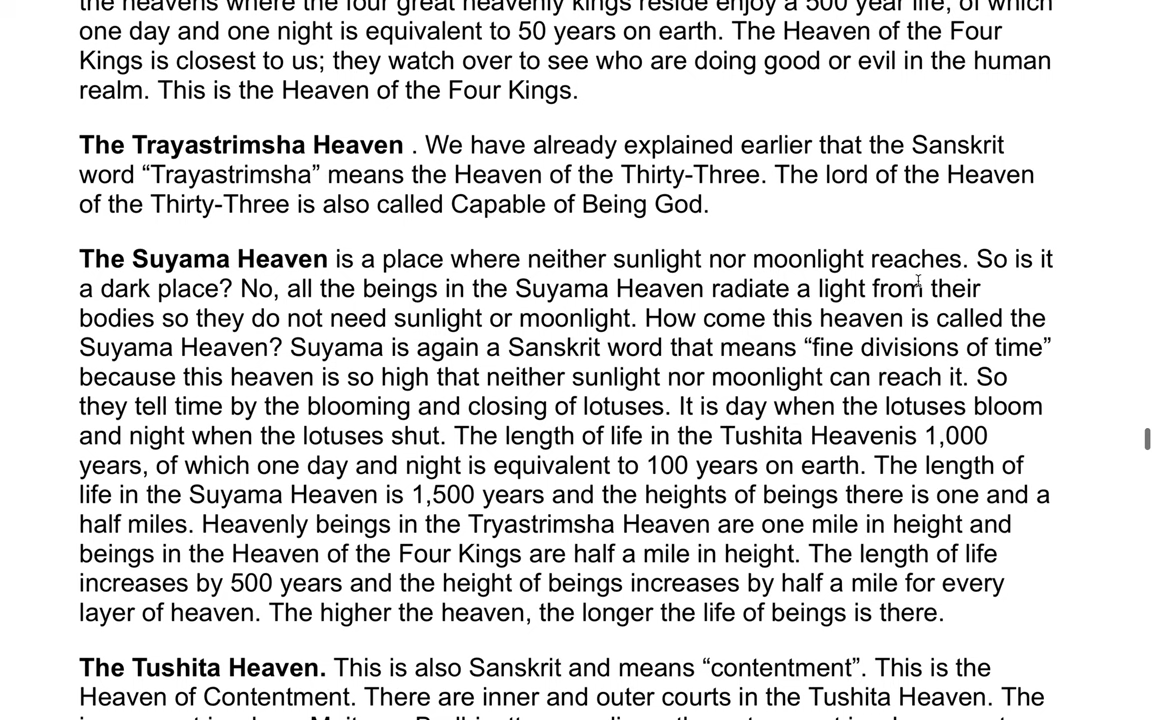 the heavens where the four great heavenly kings reside enjoy a 500 year life, of which
one day and one night is equivalent to 50 years on earth. The Heaven of the Four
Kings is closest to us; they watch over to see who are doing good or evil in the human
realm. This is the Heaven of the Four Kings.
The Trayastrimsha Heaven . We have already explained earlier that the Sanskrit
word “Trayastrimsha” means the Heaven of the Thirty-Three. The lord of the Heaven
of the Thirty-Three is also called Capable of Being God.
The Suyama Heaven is a place where neither sunlight nor moonlight reaches. So is it
a dark place? No, all the beings in the Suyama Heaven radiate a light from their
bodies so they do not need sunlight or moonlight. How come this heaven is called the
Suyama Heaven? Suyama is again a Sanskrit word that means “fine divisions of time”
because this heaven is so high that neither sunlight nor moonlight can reach it. So
they tell time by the blooming and closing of lotuses. It is day when the lotuses bloom
and night when the lotuses shut. The length of life in the Tushita Heavenis 1,000
years, of which one day and night is equivalent to 100 years on earth. The length of
life in the Suyama Heaven is 1,500 years and the heights of beings there is one and a
half miles. Heavenly beings in the Tryastrimsha Heaven are one mile in height and
beings in the Heaven of the Four Kings are half a mile in height. The length of life
increases by 500 years and the height of beings increases by half a mile for every
layer of heaven. The higher the heaven, the longer the life of beings is there.
The Tushita Heaven. This is also Sanskrit and means “contentment”. This is the
Heaven of Contentment. There are inner and outer courts in the Tushita Heaven. The